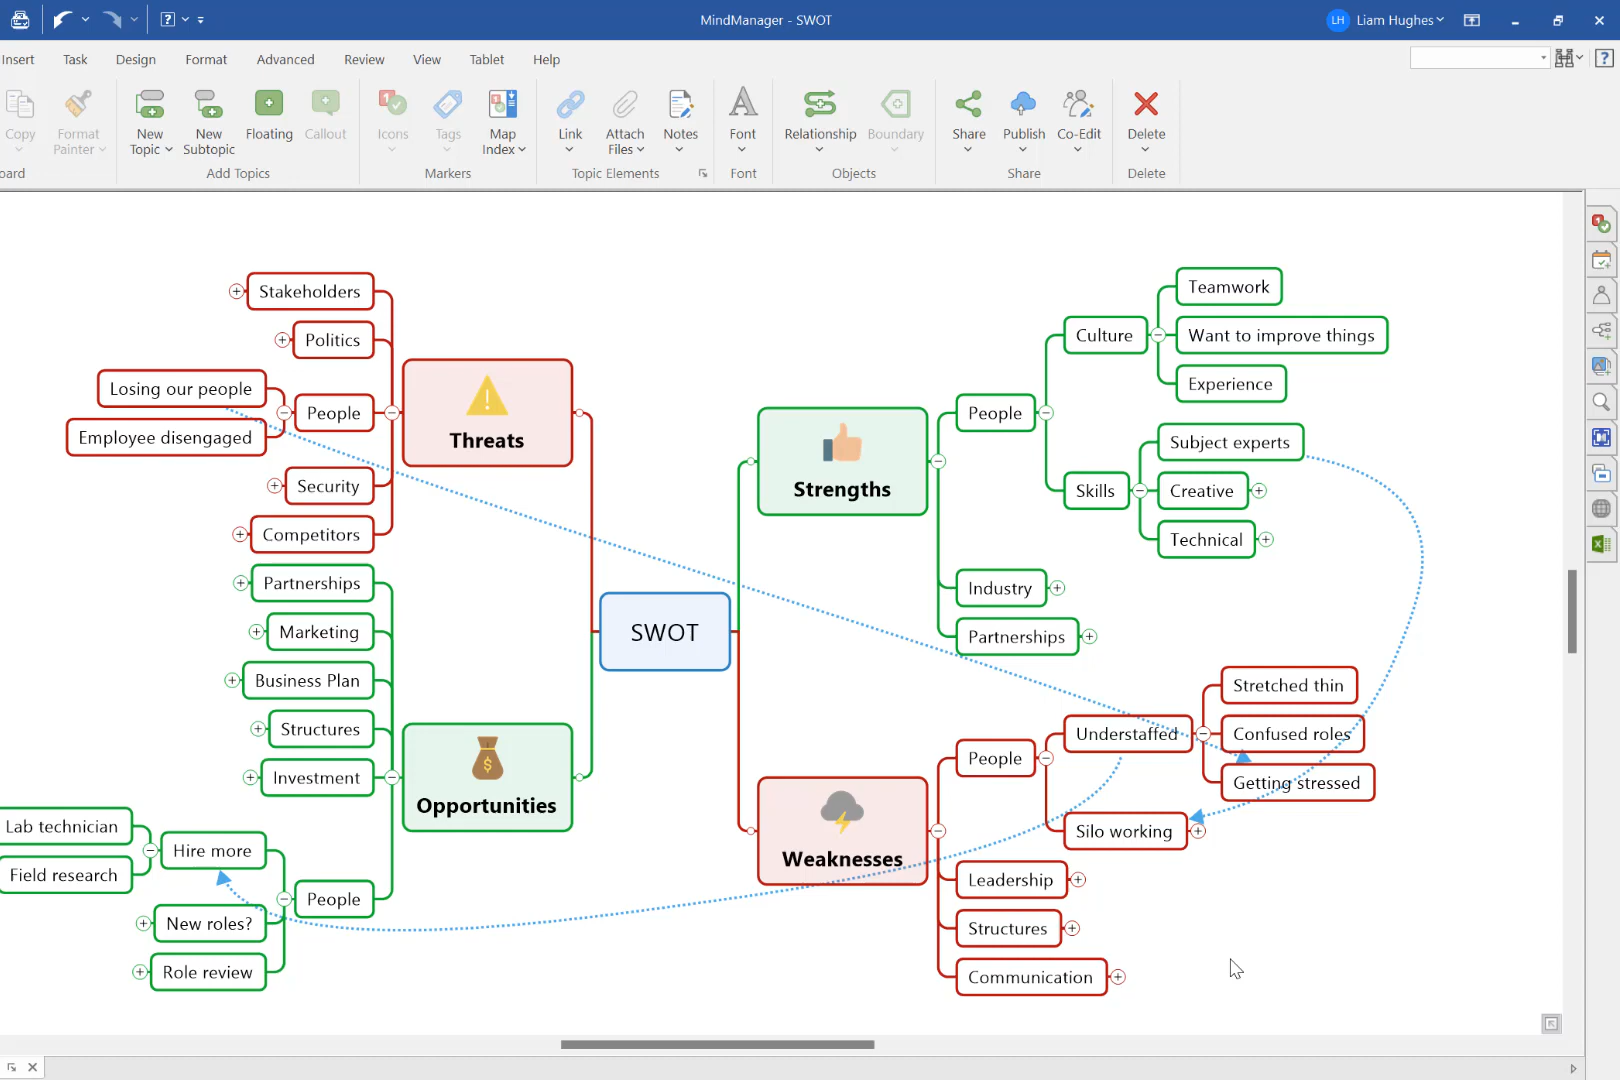 MindManager - SWOT
LH Liam Hughes
Insert Task Design Format Advanced Review View Tablet Help
Copy
Format Painter
New Topic
New Subtopic
Floating
Callout
Icons
Tags
Map Index
Link
Attach Files
Notes
Font
Relationship
Boundary
Share
Publish
Co-Edit
Delete
oard
Add Topics
Markers
Topic Elements
Font
Objects
Share
Delete
Stakeholders
Politics
Losing our people
Employee disengaged
People
Security
Competitors
Threats
Partnerships
Marketing
Business Plan
Structures
Investment
Opportunities
Lab technician
Field research
Hire more
People
New roles?
Role review
SWOT
Strengths
People
Culture
Teamwork
Want to improve things
Experience
Skills
Subject experts
Creative
Technical
Industry
Partnerships
Weaknesses
People
Understaffed
Stretched thin
Confused roles
Getting stressed
Silo working
Leadership
Structures
Communication